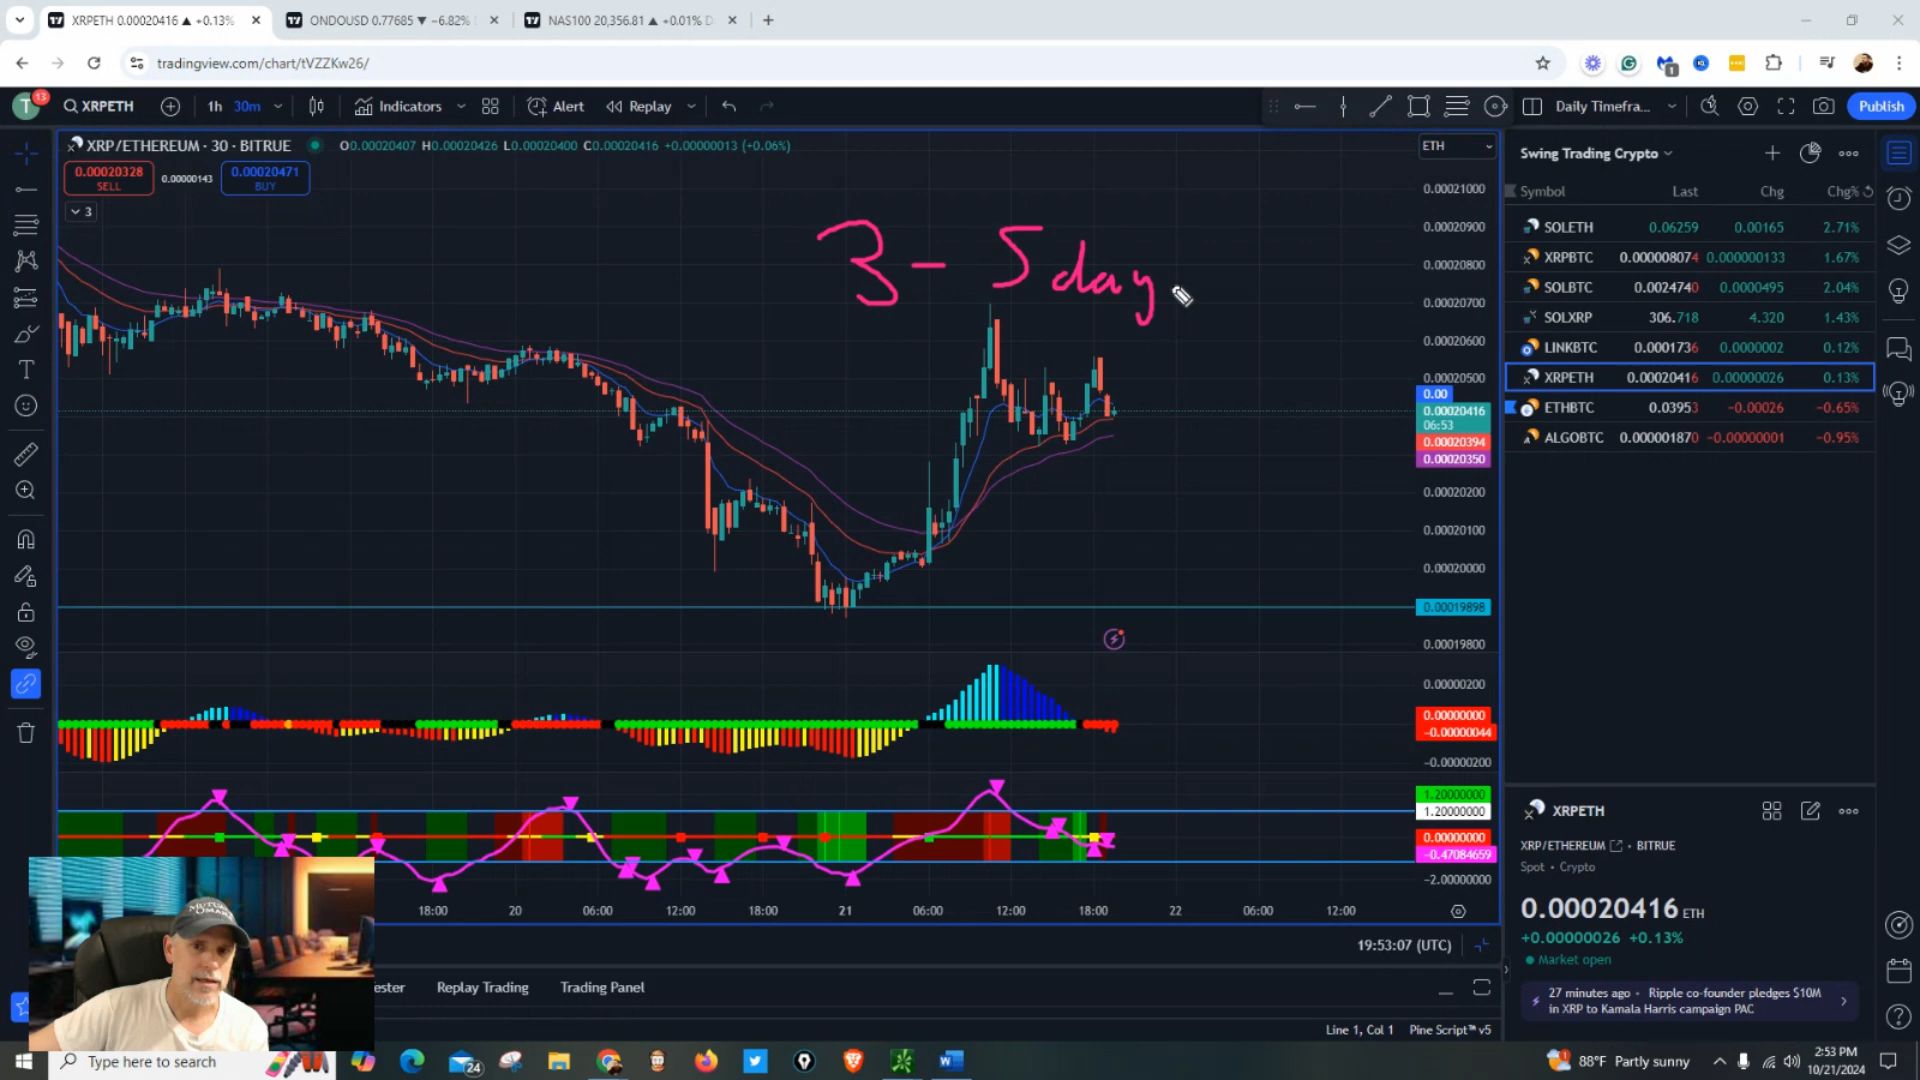 XRPETH 0.00020416 ▲ +0.13%
ONDOUSD 0.77685 ▼ −6.82%
NAS100 20,356.81 ▲ +0.01% D
tradingview.com/chart/tVZZKw26/
T 13 XRPETH 1h 30m Indicators Alert Replay Daily Timefra... Publish
XRP/ETHEREUM · 30 · BITRUE O0.00020407 H0.00020426 L0.00020400 C0.00020416 +0.00000013 (+0.06%)
0.00020328 SELL 0.00000143 0.00020471 BUY
3
3 - 5 day
ETH
0.00021000
0.00020900
0.00020800
0.00020700
0.00020600
0.00020500
0.00
0.00020416
06:53
0.00020394
0.00020350
0.00020200
0.00020100
0.00020000
0.00019898
0.00019800
0.00000200
0.00000000
−0.00000044
−0.00000200
1.20000000
1.20000000
0.00000000
−0.47084659
−2.00000000
18:00 20 06:00 12:00 18:00 21 06:00 12:00 18:00 22 06:00 12:00
19:53:07 (UTC)
ester Replay Trading Trading Panel
Line 1, Col 1 Pine Script™ v5
Swing Trading Crypto
Symbol Last Chg Chg%
SOLETH 0.06259 0.00165 2.71%
XRPBTC 0.000008074 0.000000133 1.67%
SOLBTC 0.0024740 0.0000495 2.04%
SOLXRP 306.718 4.320 1.43%
LINKBTC 0.0001736 0.0000002 0.12%
XRPETH 0.00020416 0.00000026 0.13%
ETHBTC 0.03953 −0.00026 −0.65%
ALGOBTC 0.000001870 −0.00000001 −0.95%
XRPETH
XRP/ETHEREUM · BITRUE
Spot · Crypto
0.00020416 ETH
+0.00000026 +0.13%
Market open
27 minutes ago · Ripple co-founder pledges $10M
in XRP to Kamala Harris campaign PAC
Type here to search
24
88°F Partly sunny
2:53 PM
10/21/2024